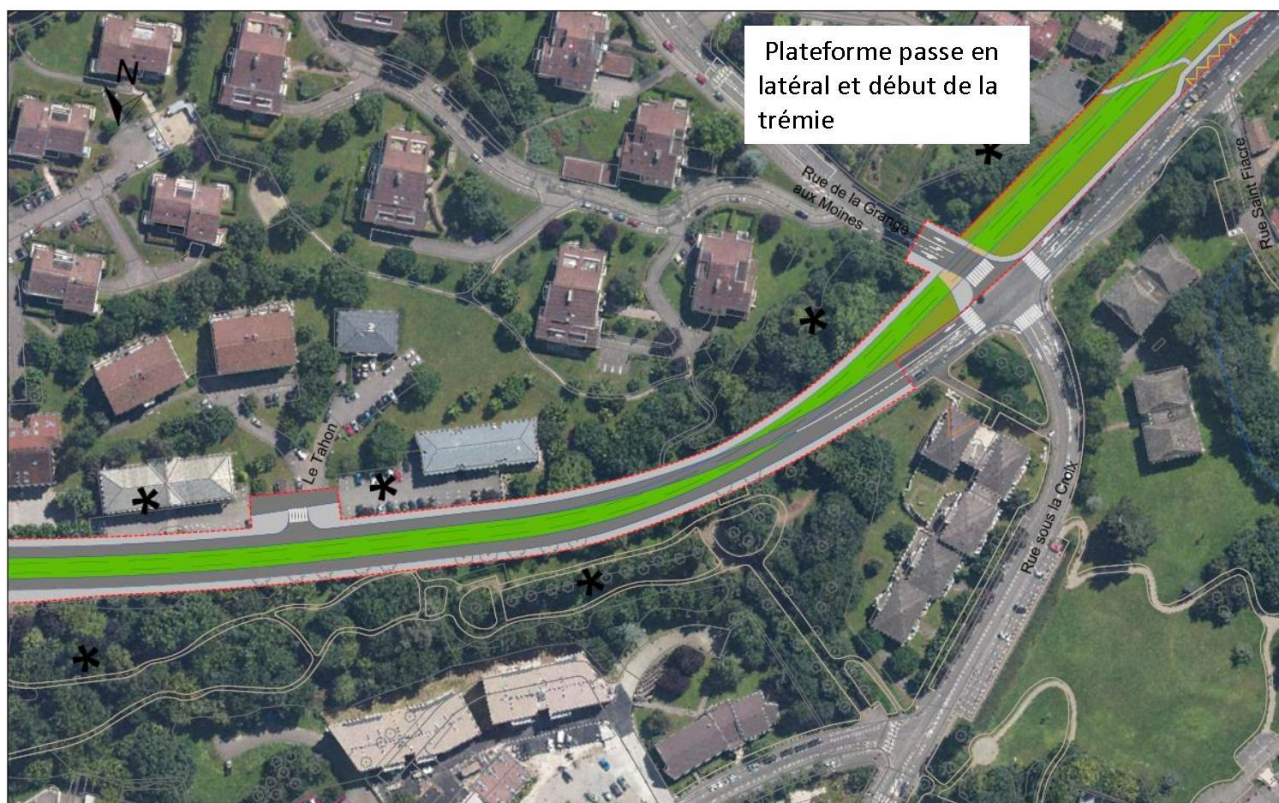 Plateforme passe en
latéral et début de la
trémie
N
Rue de la Grange
aux Moines
Rue Saint Fiacre
Le Tahon
Rue sous la Croix